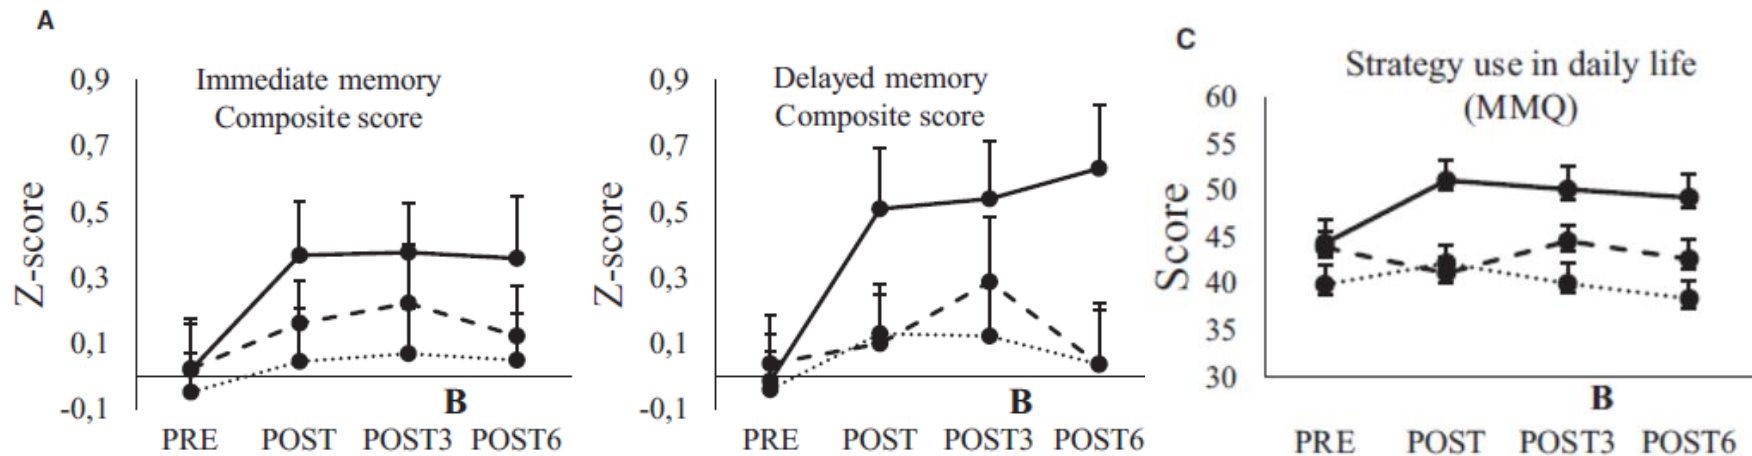 A
Immediate memory
Composite score
Z-score
0,9
0,7
0,5
0,3
0,1
-0,1
B
PRE POST POST3 POST6
Delayed memory
Composite score
Z-score
0,9
0,7
0,5
0,3
0,1
-0,1
B
PRE POST POST3 POST6
C
Strategy use in daily life
(MMQ)
Score
60
55
50
45
40
35
30
B
PRE POST POST3 POST6